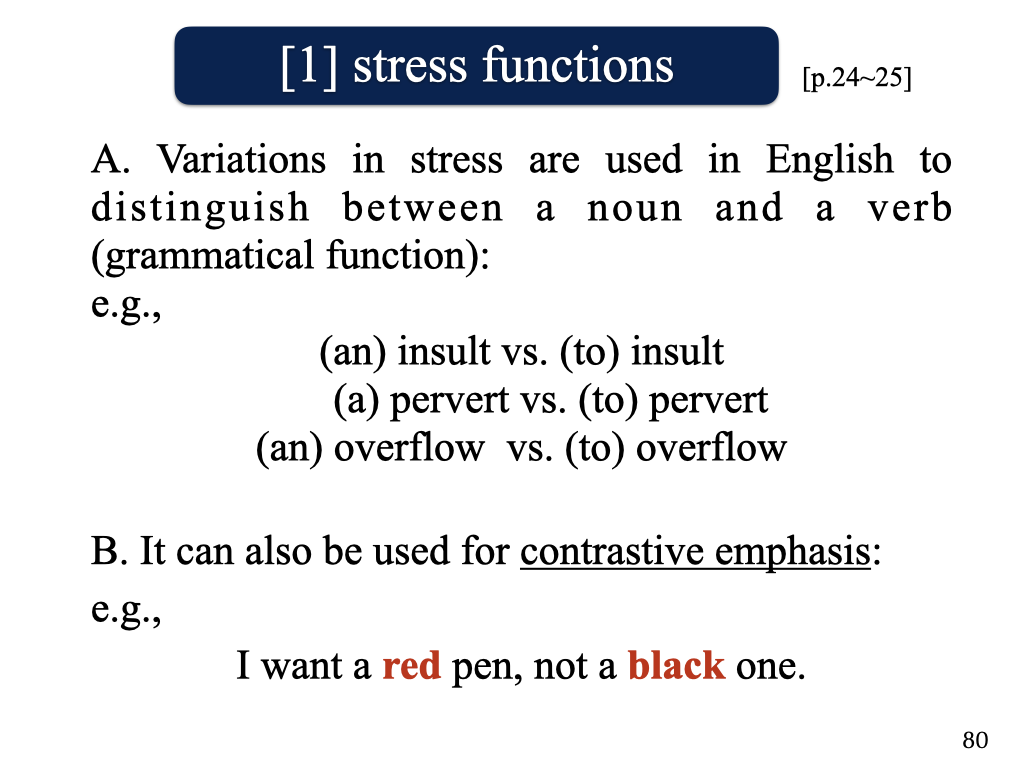 [1] stress functions
[p.24~25]
A. Variations in stress are used in English to
distinguish between a noun and a verb
(grammatical function):
e.g.,
(an) insult vs. (to) insult
(a) pervert vs. (to) pervert
(an) overflow  vs. (to) overflow
B. It can also be used for contrastive emphasis:
e.g.,
I want a red pen, not a black one.
80